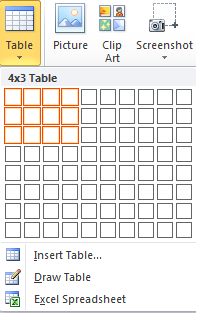 Table Picture Clip Art Screenshot
4x3 Table
Insert Table...
Draw Table
Excel Spreadsheet